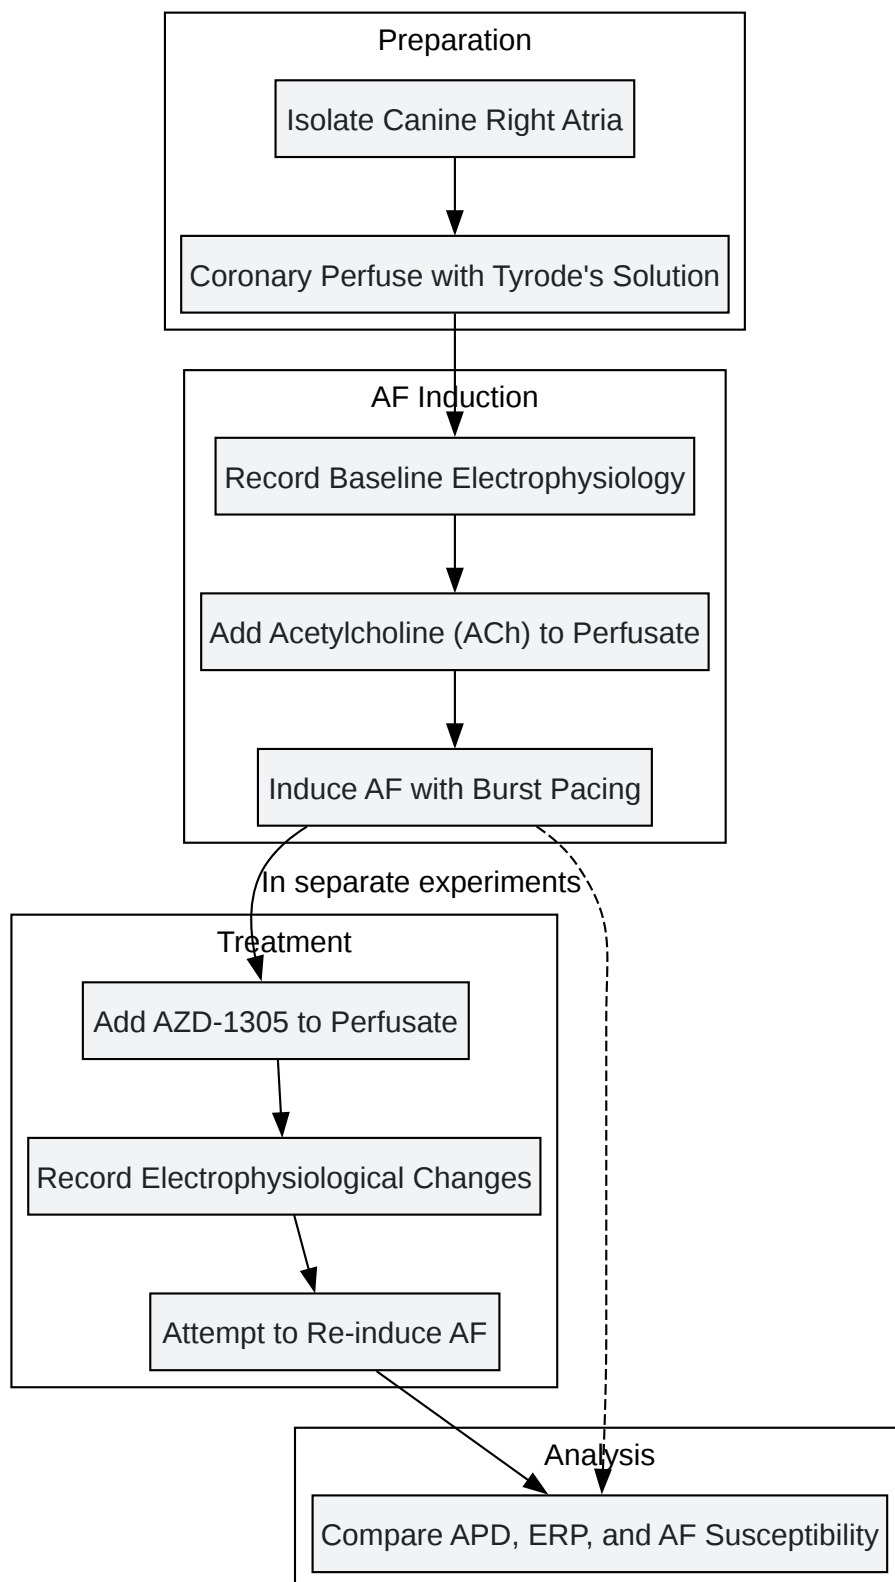 Preparation
Isolate Canine Right Atria
Coronary Perfuse with Tyrode's Solution
AF Induction
Record Baseline Electrophysiology
Add Acetylcholine (ACh) to Perfusate
Induce AF with Burst Pacing
In separate experiments
Treatment
Add AZD-1305 to Perfusate
Record Electrophysiological Changes
Attempt to Re-induce AF
Analysis
Compare APD, ERP, and AF Susceptibility